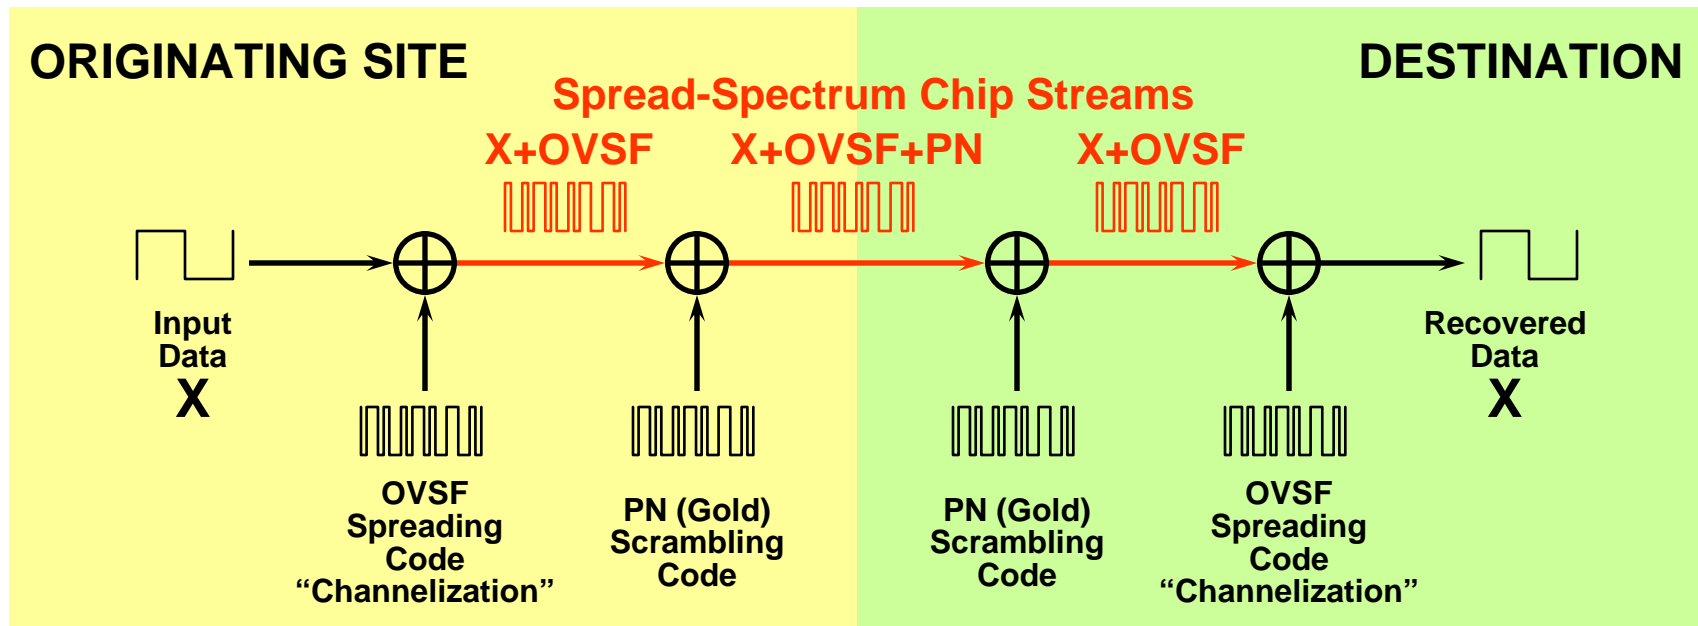 ORIGINATING SITE
DESTINATION
Spread-Spectrum Chip Streams
X+OVSF
X+OVSF+PN
X+OVSF
Input
Data
X
Recovered
Data
X
OVSF
Spreading
Code
“Channelization”
PN (Gold)
Scrambling
Code
PN (Gold)
Scrambling
Code
OVSF
Spreading
Code
“Channelization”